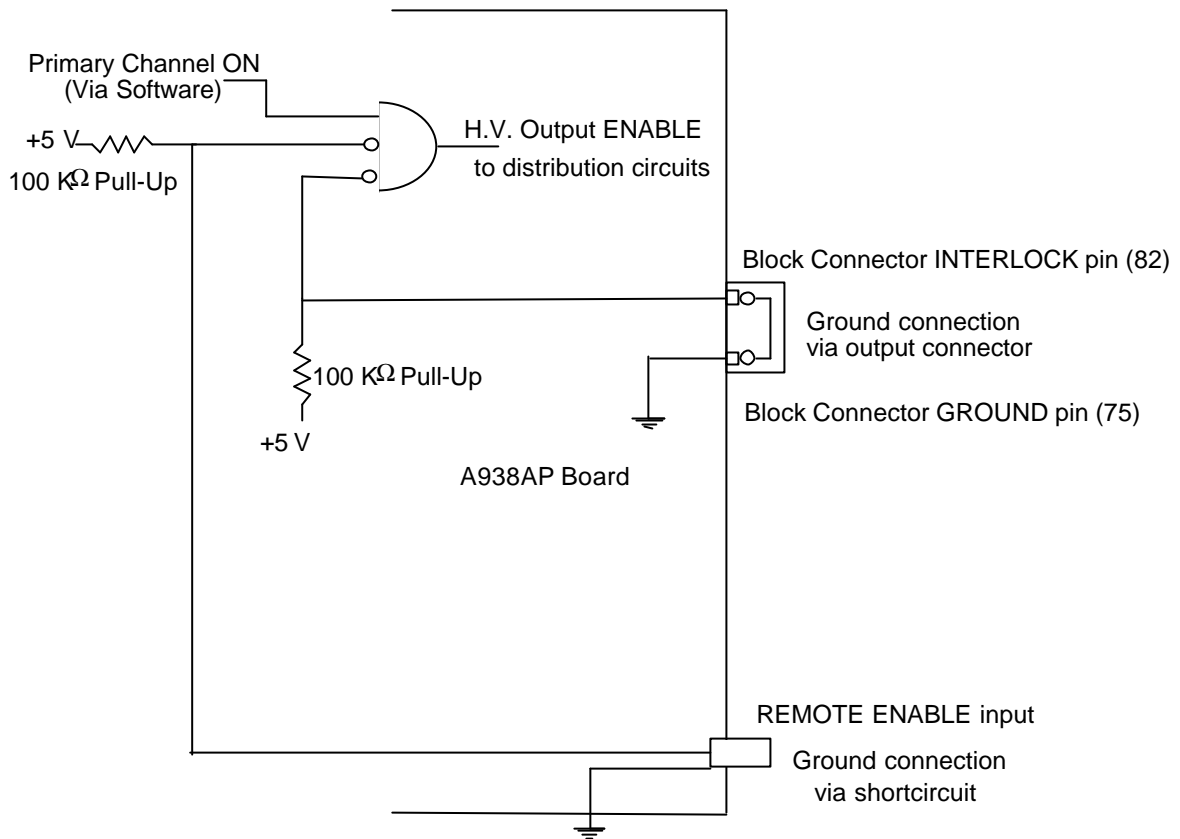 Primary Channel ON
(Via Software)
+5 V
100 KΩ Pull-Up
H.V. Output ENABLE
to distribution circuits
Block Connector INTERLOCK pin (82)
Ground connection
via output connector
100 KΩ Pull-Up
+5 V
Block Connector GROUND pin (75)
A938AP Board
REMOTE ENABLE input
Ground connection
via shortcircuit